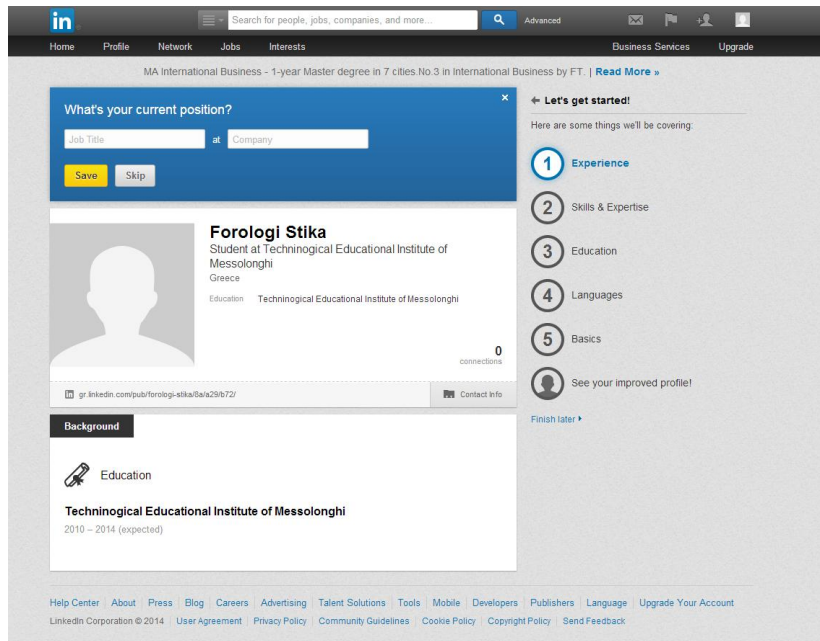 in
Search for people, jobs, companies, and more...
Advanced
Home Profile Network Jobs Interests Business Services Upgrade
MA International Business - 1-year Master degree in 7 cities.No.3 in International Business by FT. | Read More »
What's your current position?
×
Job Title at Company
Save Skip
Let's get started!
Here are some things we'll be covering:
1 Experience
2 Skills & Expertise
3 Education
4 Languages
5 Basics
See your improved profile!
Finish later
Forologi Stika
Student at Techninogical Educational Institute of
Messolonghi
Greece
Education Techninogical Educational Institute of Messolonghi
0
connections
in gr.linkedin.com/pub/forologi-stika/8a/a29/b72/
Contact Info
Background
Education
Techninogical Educational Institute of Messolonghi
2010 – 2014 (expected)
Help Center About Press Blog Careers Advertising Talent Solutions Tools Mobile Developers Publishers Language Upgrade Your Account
LinkedIn Corporation © 2014 User Agreement Privacy Policy Community Guidelines Cookie Policy Copyright Policy Send Feedback